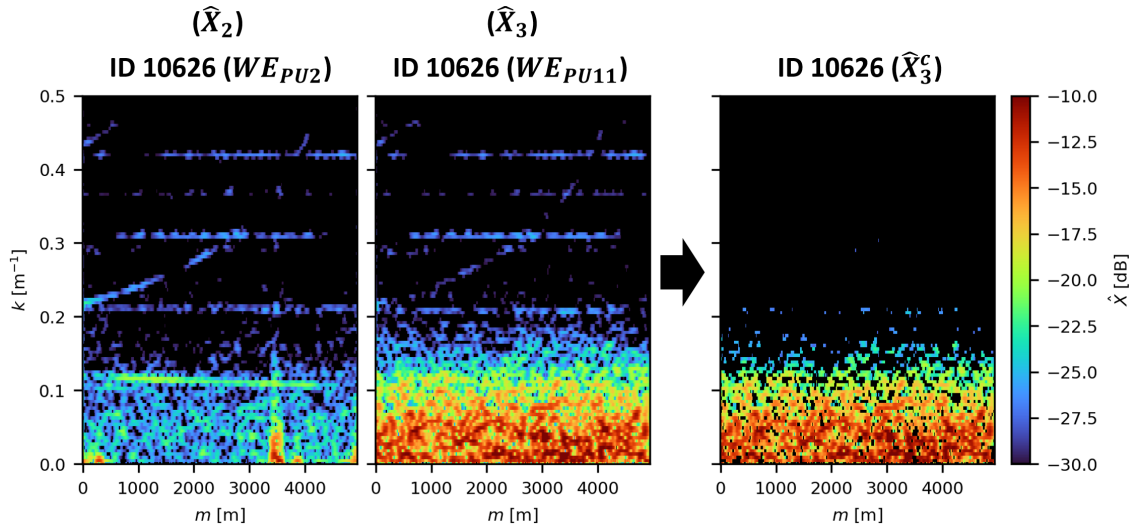 (X̂₂)
(X̂₃)
ID 10626 (WE_PU2)
ID 10626 (WE_PU11)
ID 10626 (X̂₃ᶜ)
k [m⁻¹]
0.5
0.4
0.3
0.2
0.1
0.0
0 1000 2000 3000 4000
m [m]
0 1000 2000 3000 4000
m [m]
0 1000 2000 3000 4000
m [m]
−10.0
−12.5
−15.0
−17.5
−20.0
−22.5
−25.0
−27.5
−30.0
X̂ [dB]